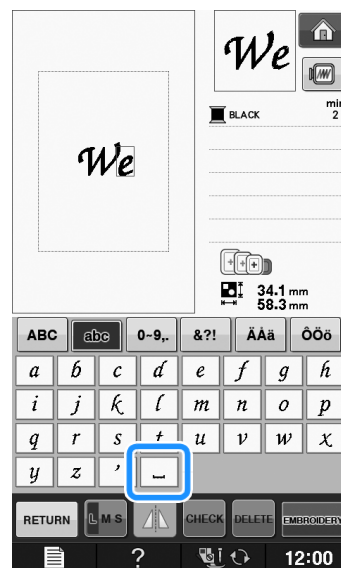 We
BLACK
min
2
We
34.1 mm
58.3 mm
ABC abc 0~9,. &?! ÄÅä ÔÖö
a b c d e f g h
i j k l m n o p
q r s t u v w x
y z ’ ⎵
RETURN L M S CHECK DELETE EMBROIDERY
? 12:00